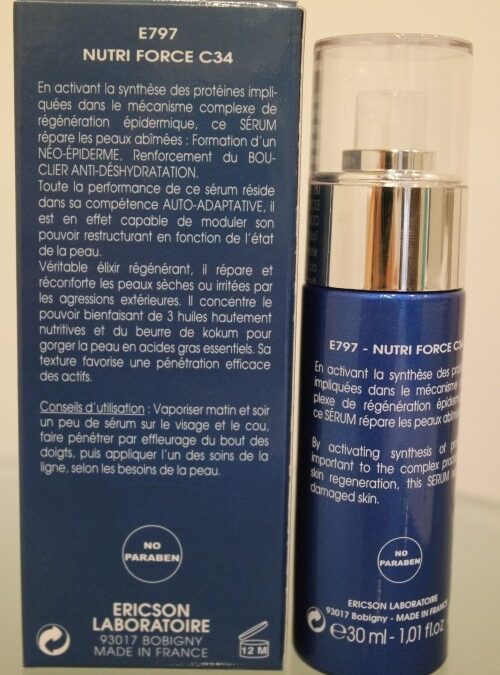 E797
NUTRI FORCE C34
En activant la synthèse des protéines impli-
quées dans le mécanisme complexe de
régénération épidermique, ce SÉRUM
répare les peaux abîmées : Formation d'un
NÉO-ÉPIDERME, Renforcement du BOU-
CLIER ANTI-DÉSHYDRATATION.
Toute la performance de ce sérum réside
dans sa compétence AUTO-ADAPTATIVE, il
est en effet capable de moduler son
pouvoir restructurant en fonction de l'état
de la peau.
Véritable élixir régénérant, il répare et
réconforte les peaux sèches ou irritées par
les agressions extérieures. Il concentre le
pouvoir bienfaisant de 3 huiles hautement
nutritives et du beurre de kokum pour
gorger la peau en acides gras essentiels. Sa
texture favorise une pénétration efficace
des actifs.
Conseils d'utilisation : Vaporiser matin et soir
un peu de sérum sur le visage et le cou,
faire pénétrer par effleurage du bout des
doigts, puis appliquer l'un des soins de la
ligne, selon les besoins de la peau.
NO
PARABEN
ERICSON
LABORATOIRE
93017 BOBIGNY
MADE IN FRANCE
12 M
E797 - NUTRI FORCE C34
En activant la synthèse des
impliquées dans le mécanisme
plexe de régénération
ce SÉRUM répare les peaux
By activating synthesis of
important to the complex
skin regeneration, this SERUM
damaged skin.
NO
PARABEN
ERICSON LABORATOIRE
93017 Bobigny - MADE IN FRANCE
e30 ml - 1,01 fl.oz